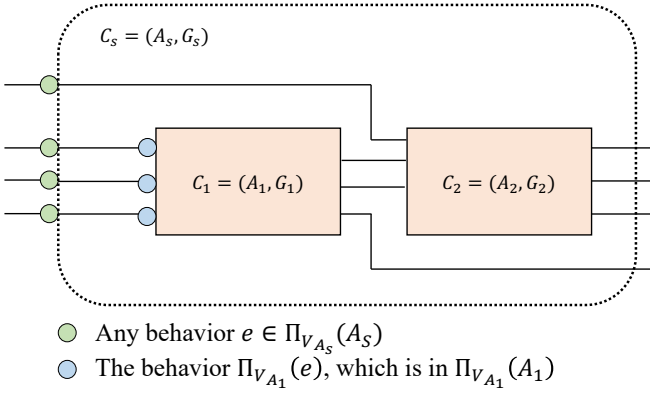 C_s = (A_s, G_s)
C_1 = (A_1, G_1) C_2 = (A_2, G_2)
Any behavior e ∈ Π_{V_{A_s}}(A_S)
The behavior Π_{V_{A_1}}(e), which is in Π_{V_{A_1}}(A_1)